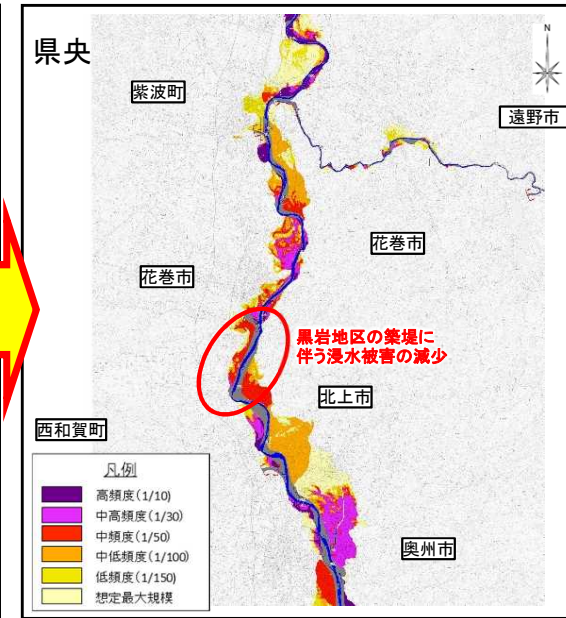 県央
N
紫波町
遠野市
花巻市
花巻市
黒岩地区の築堤に
伴う浸水被害の減少
北上市
西和賀町
凡例
高頻度(1/10)
中高頻度(1/30)
中頻度(1/50)
中低頻度(1/100)
低頻度(1/150)
想定最大規模
奥州市